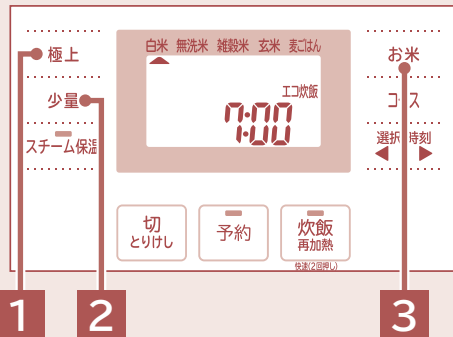 極上
少量
スチーム保温
白米 無洗米 雑穀米 玄米 麦ごはん
エコ炊飯
7:00
お米
コース
選択 時刻
切
とりけし
予約
炊飯
再加熱
快速(2回押し)
1 2 3